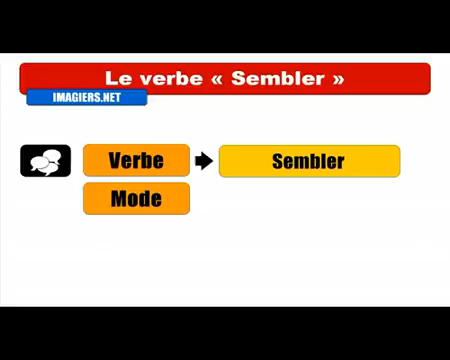 Le verbe « Sembler »
IMAGIERS.NET
Verbe
Sembler
Mode